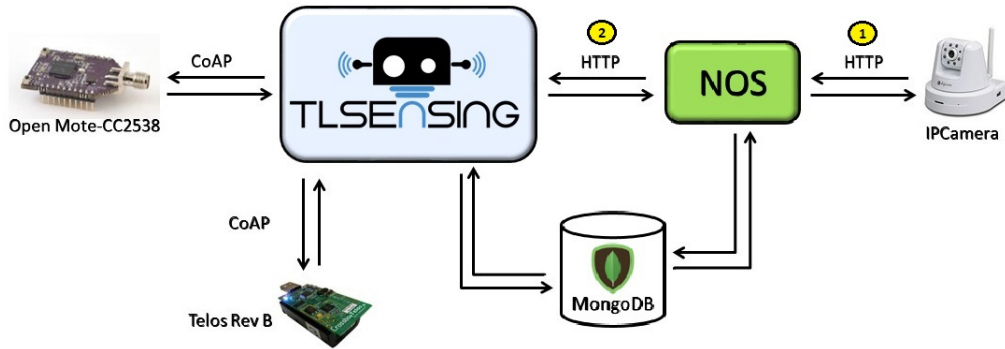 2
1
CoAP
HTTP
HTTP
TLSENSING
NOS
Open Mote-CC2538
IPCamera
CoAP
Telos Rev B
MongoDB